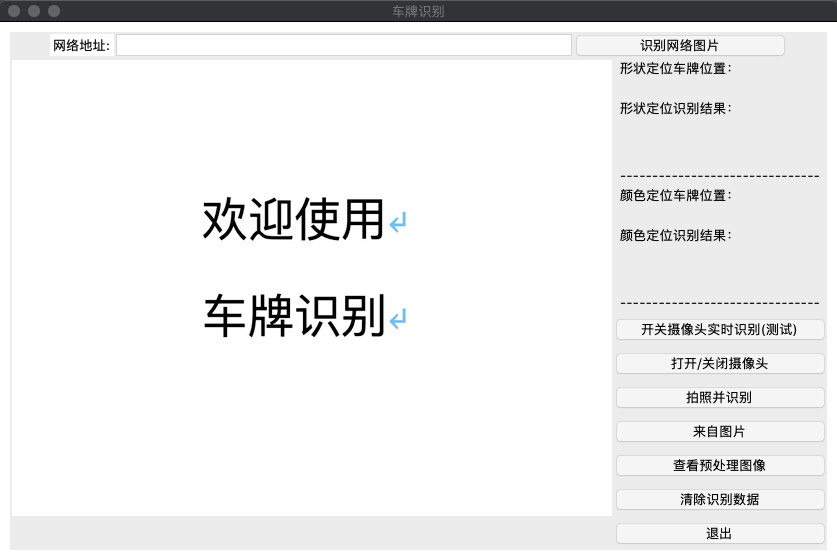 车牌识别
网络地址:
识别网络图片
形状定位车牌位置：
形状定位识别结果：
-------------------------------
颜色定位车牌位置：
颜色定位识别结果：
-------------------------------
欢迎使用↵
车牌识别↵
开关摄像头实时识别(测试)
打开/关闭摄像头
拍照并识别
来自图片
查看预处理图像
清除识别数据
退出